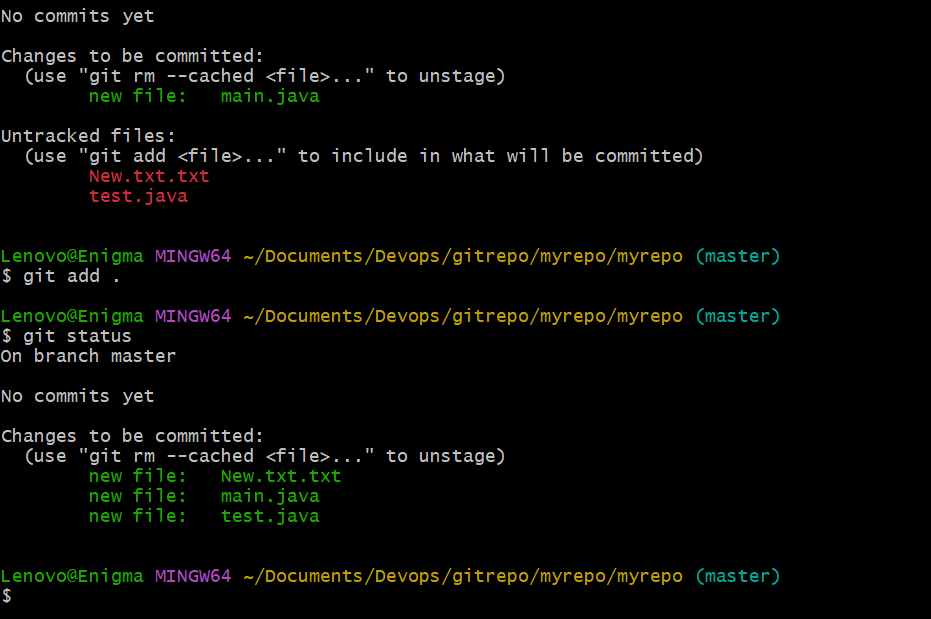 No commits yet
Changes to be committed:
  (use "git rm --cached <file>..." to unstage)
        new file:   main.java
Untracked files:
  (use "git add <file>..." to include in what will be committed)
        New.txt.txt
        test.java
Lenovo@Enigma MINGW64 ~/Documents/Devops/gitrepo/myrepo/myrepo (master)
$ git add .
Lenovo@Enigma MINGW64 ~/Documents/Devops/gitrepo/myrepo/myrepo (master)
$ git status
On branch master
No commits yet
Changes to be committed:
  (use "git rm --cached <file>..." to unstage)
        new file:   New.txt.txt
        new file:   main.java
        new file:   test.java
Lenovo@Enigma MINGW64 ~/Documents/Devops/gitrepo/myrepo/myrepo (master)
$